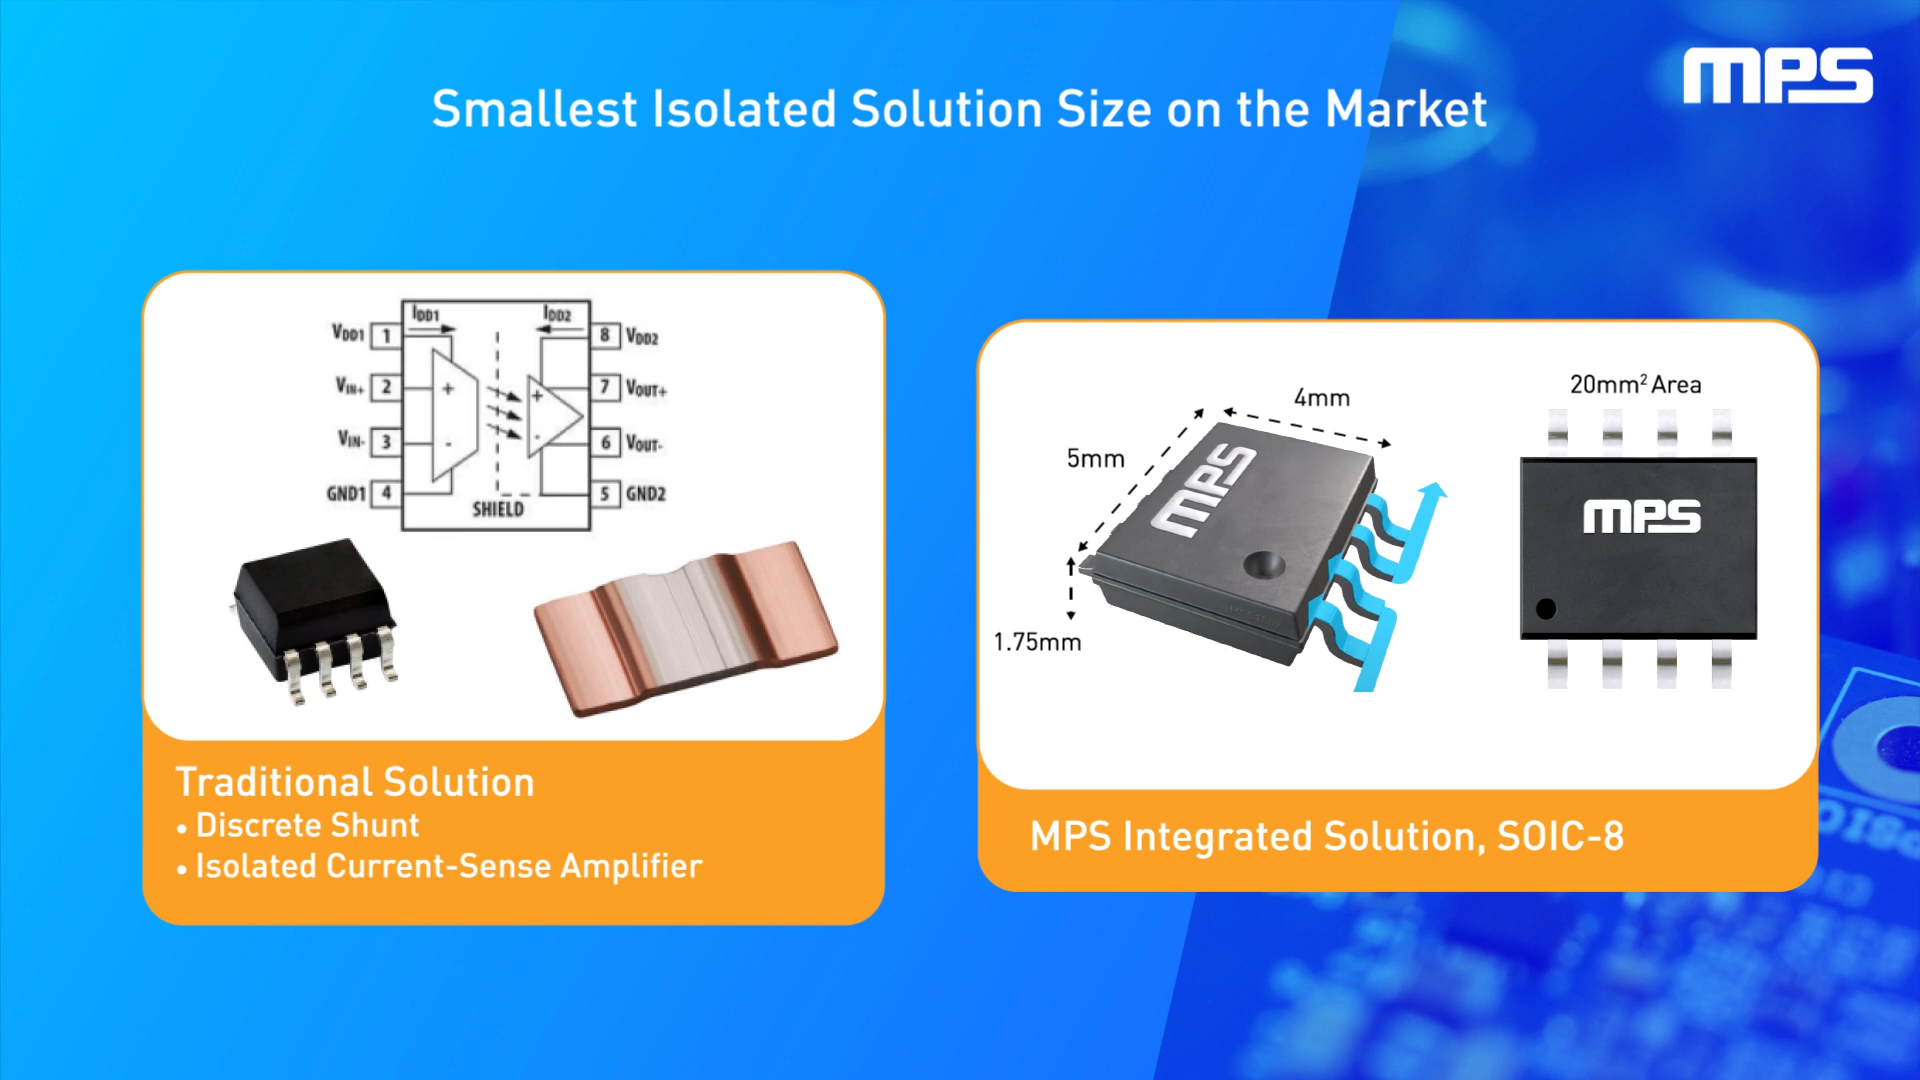 MPS
Smallest Isolated Solution Size on the Market
IDD1
IDD2
VDD1 1
8 VDD2
VIN+ 2
+
+
7 VOUT+
VIN- 3
-
-
6 VOUT-
GND1 4
5 GND2
SHIELD
Traditional Solution
• Discrete Shunt
• Isolated Current-Sense Amplifier
4mm
5mm
1.75mm
MPS
20mm² Area
MPS
MPS Integrated Solution, SOIC-8